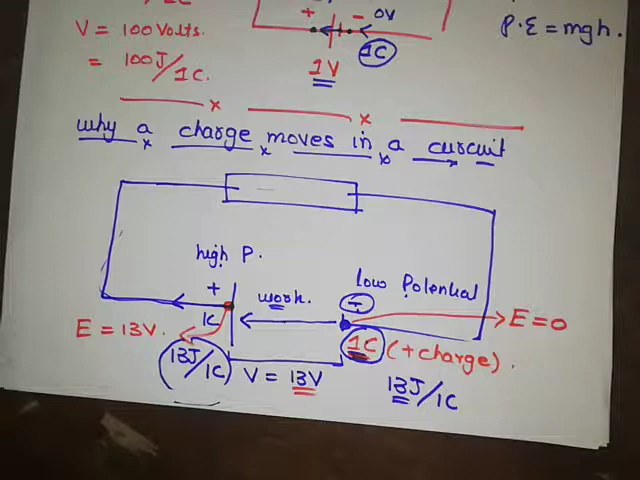 V = 100 Volts.
= 100J/1C.
+ - 0V
1C
1V
P.E = mgh.
why a charge moves in a curcuit
high P.
+
work.
Low Potential
+
1C
E = 13V.
E = 0
1C (+charge).
13J/1C
V = 13V
13J/1C